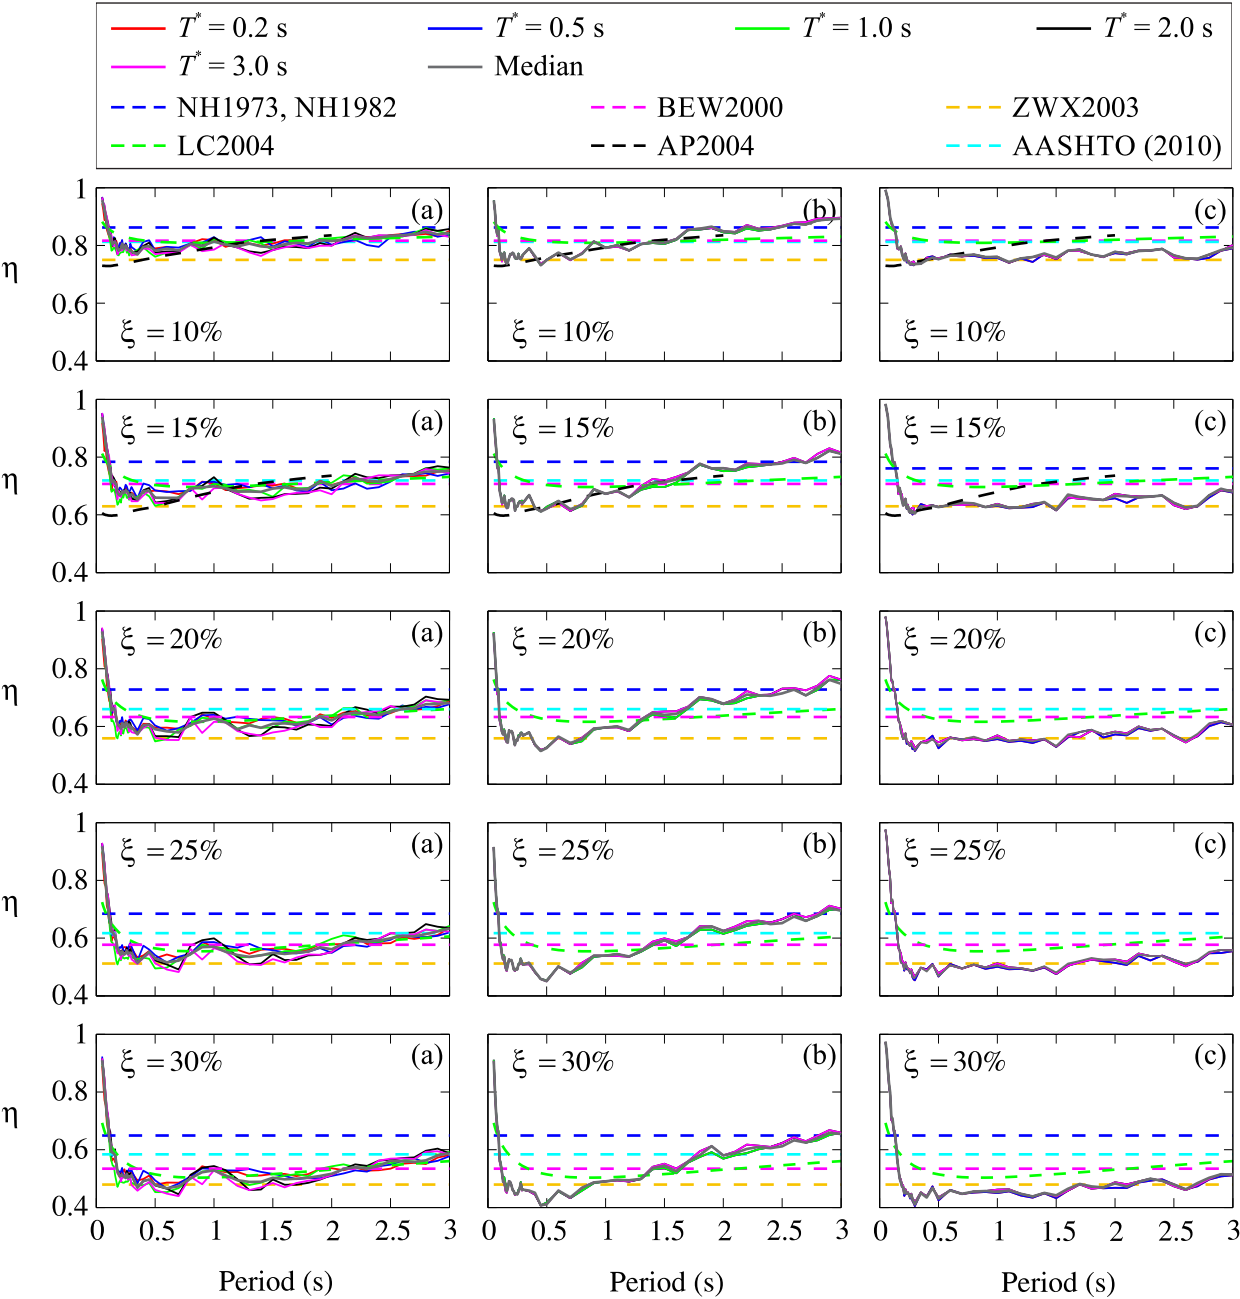 T* = 0.2 s T* = 0.5 s T* = 1.0 s T* = 2.0 s
T* = 3.0 s Median
NH1973, NH1982 BEW2000 ZWX2003
LC2004 AP2004 AASHTO (2010)
1 (a) (b) (c)
0.8
η
0.6
ξ = 10% ξ = 10% ξ = 10%
0.4
1
ξ = 15% (a) ξ = 15% (b) ξ = 15% (c)
0.8
η
0.6
0.4
1
ξ = 20% (a) ξ = 20% (b) ξ = 20% (c)
0.8
η
0.6
0.4
1
ξ = 25% (a) ξ = 25% (b) ξ = 25% (c)
0.8
η
0.6
0.4
1
ξ = 30% (a) ξ = 30% (b) ξ = 30% (c)
0.8
η
0.6
0.4
0 0.5 1 1.5 2 2.5 3 0 0.5 1 1.5 2 2.5 3 0 0.5 1 1.5 2 2.5 3
Period (s) Period (s) Period (s)